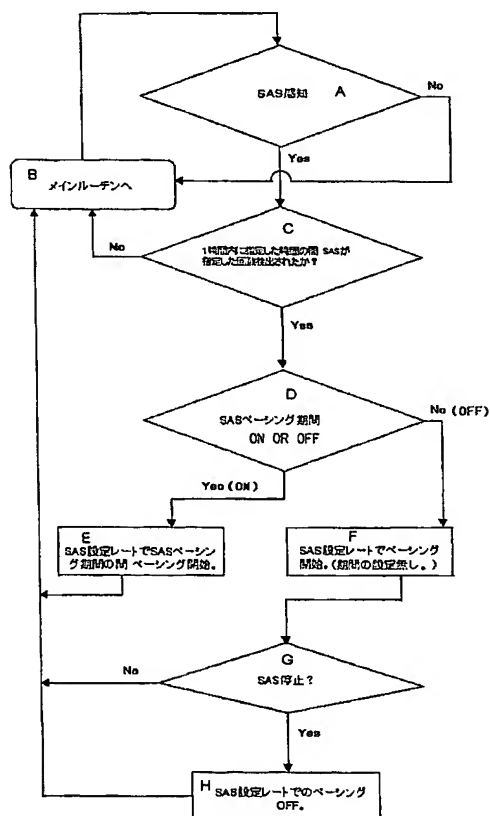 SAS感知 A
No
Yes
B
メインルーテンへ
C
No
1時間内に指定した時間の間 SASが
指定した回数検出されたか?
Yes
D
SASペーシング期間
ON OR OFF
No (OFF)
Yes (ON)
E
SAS設定レートでSASペーシン
グ期間の間 ペーシング開始。
F
SAS設定レートでペーシング
開始。(期間の設定無し。)
G
No
SAS停止?
Yes
H SAS設定レートでのペーシング
OFF。